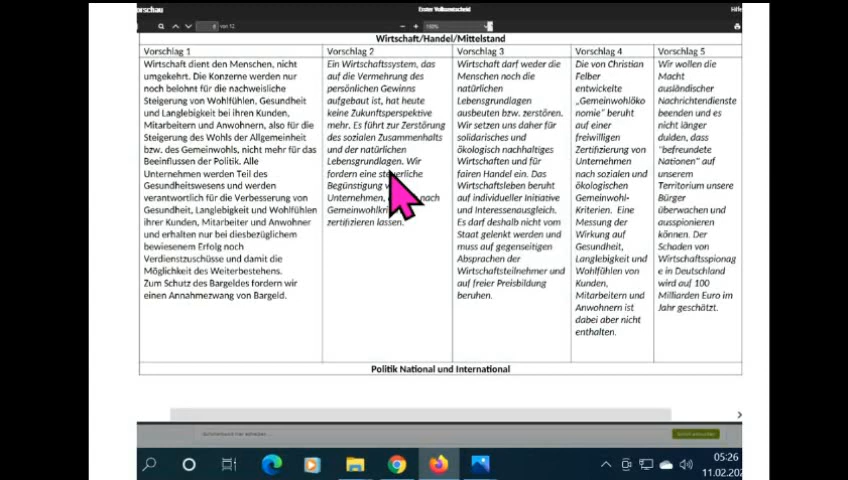 orschau
Erster Volksentscheid
Hilfe
von 12
Wirtschaft/Handel/Mittelstand
Vorschlag 1
Wirtschaft dient den Menschen, nicht
umgekehrt. Die Konzerne werden nur
noch belohnt für die nachweisliche
Steigerung von Wohlfühlen, Gesundheit
und Langlebigkeit bei ihren Kunden,
Mitarbeitern und Anwohnern, also für die
Steigerung des Wohls der Allgemeinheit
bzw. des Gemeinwohls, nicht mehr für das
Beeinflussen der Politik. Alle
Unternehmen werden Teil des
Gesundheitswesens und werden
verantwortlich für die Verbesserung von
Gesundheit, Langlebigkeit und Wohlfühlen
ihrer Kunden, Mitarbeiter und Anwohner
und erhalten nur bei diesbezüglichem
bewiesenem Erfolg noch
Verdienstzuschüsse und damit die
Möglichkeit des Weiterbestehens.
Zum Schutz des Bargeldes fordern wir
einen Annahmezwang von Bargeld.
Vorschlag 2
Ein Wirtschaftssystem, das
auf die Vermehrung des
persönlichen Gewinns
aufgebaut ist, hat heute
keine Zukunftsperspektive
mehr. Es führt zur Zerstörung
des sozialen Zusammenhalts
und der natürlichen
Lebensgrundlagen. Wir
fordern eine steuerliche
Begünstigung
Unternehmen, nach
zertifizieren lassen.
Vorschlag 3
Wirtschaft darf weder die
Menschen noch die
natürlichen
Lebensgrundlagen
ausbeuten bzw. zerstören.
Wir setzen uns daher für
solidarisches und
ökologisch nachhaltiges
Wirtschaften und für
fairen Handel ein. Das
Wirtschaftsleben beruht
auf individueller Initiative
und Interessenausgleich.
Es darf deshalb nicht vom
Staat gelenkt werden und
muss auf gegenseitigen
Absprachen der
Wirtschaftsteilnehmer und
auf freier Preisbildung
beruhen.
Vorschlag 4
Die von Christian
Felber
entwickelte
„Gemeinwohlöko
nomie" beruht
auf einer
freiwilligen
Zertifizierung von
Unternehmen
nach sozialen und
ökologischen
Gemeinwohl-
Kriterien. Eine
Messung der
Wirkung auf
Gesundheit,
Langlebigkeit und
Wohlfühlen von
Kunden,
Mitarbeitern und
Anwohnern ist
dabei aber nicht
enthalten.
Vorschlag 5
Wir wollen die
Macht
ausländischer
Nachrichtendienste
beenden und es
nicht länger
dulden, dass
"befreundete
Nationen" auf
unserem
Territorium unsere
Bürger
überwachen und
ausspionieren
können. Der
Schaden von
Wirtschaftsspionag
e in Deutschland
wird auf 100
Milliarden Euro im
Jahr geschätzt.
Politik National und International
05:26
11.02.202